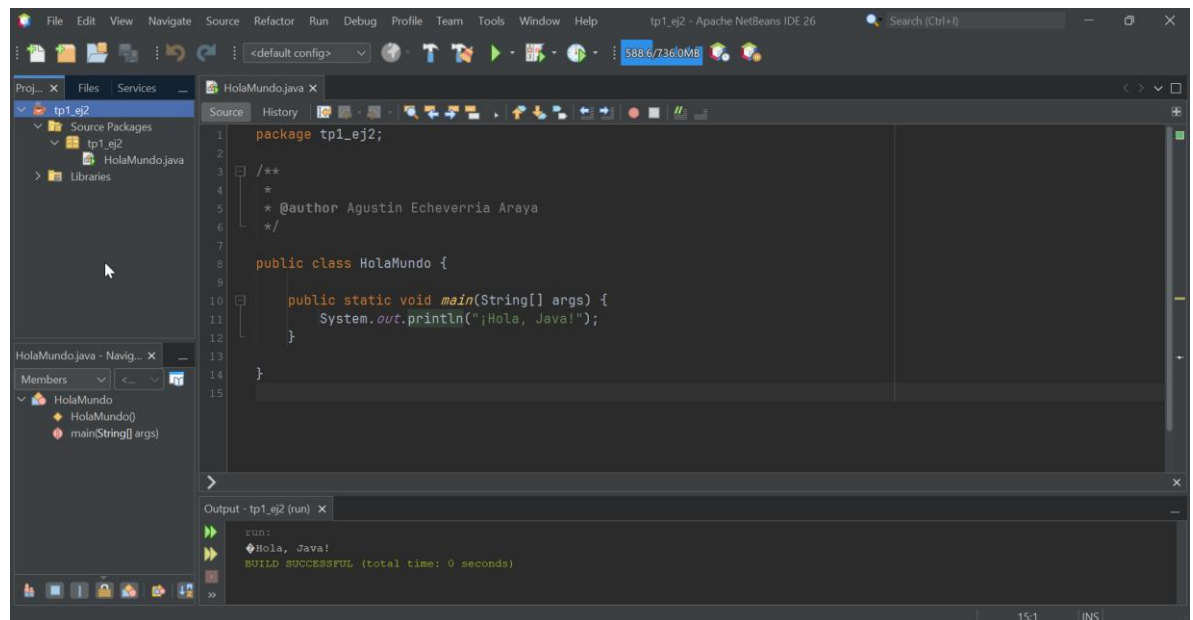 File Edit View Navigate Source Refactor Run Debug Profile Team Tools Window Help tp1_ej2 - Apache NetBeans IDE 26 Search (Ctrl+I)
<default config> 588.6/736.0MB
Proj... Files Services
HolaMundo.java
tp1_ej2
Source Packages
tp1_ej2
HolaMundo.java
Libraries
Source History
1 package tp1_ej2;
2
3 /**
4 *
5 * @author Agustin Echeverria Araya
6 */
7
8 public class HolaMundo {
9
10 public static void main(String[] args) {
11 System.out.println("¡Hola, Java!");
12 }
13
14 }
15
HolaMundo.java - Navig...
Members <...
HolaMundo
HolaMundo()
main(String[] args)
Output - tp1_ej2 (run)
run:
�Hola, Java!
BUILD SUCCESSFUL (total time: 0 seconds)
15:1 INS